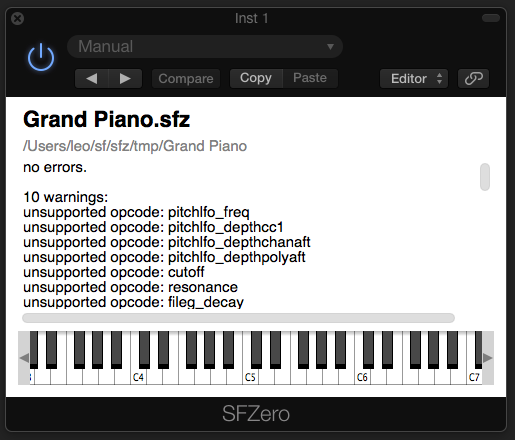 Inst 1
Manual
Compare Copy Paste Editor
Grand Piano.sfz
/Users/leo/sf/sfz/tmp/Grand Piano
no errors.
10 warnings:
unsupported opcode: pitchlfo_freq
unsupported opcode: pitchlfo_depthcc1
unsupported opcode: pitchlfo_depthchanaft
unsupported opcode: pitchlfo_depthpolyaft
unsupported opcode: cutoff
unsupported opcode: resonance
unsupported opcode: fileg_decay
C4 C5 C6 C7
SFZero